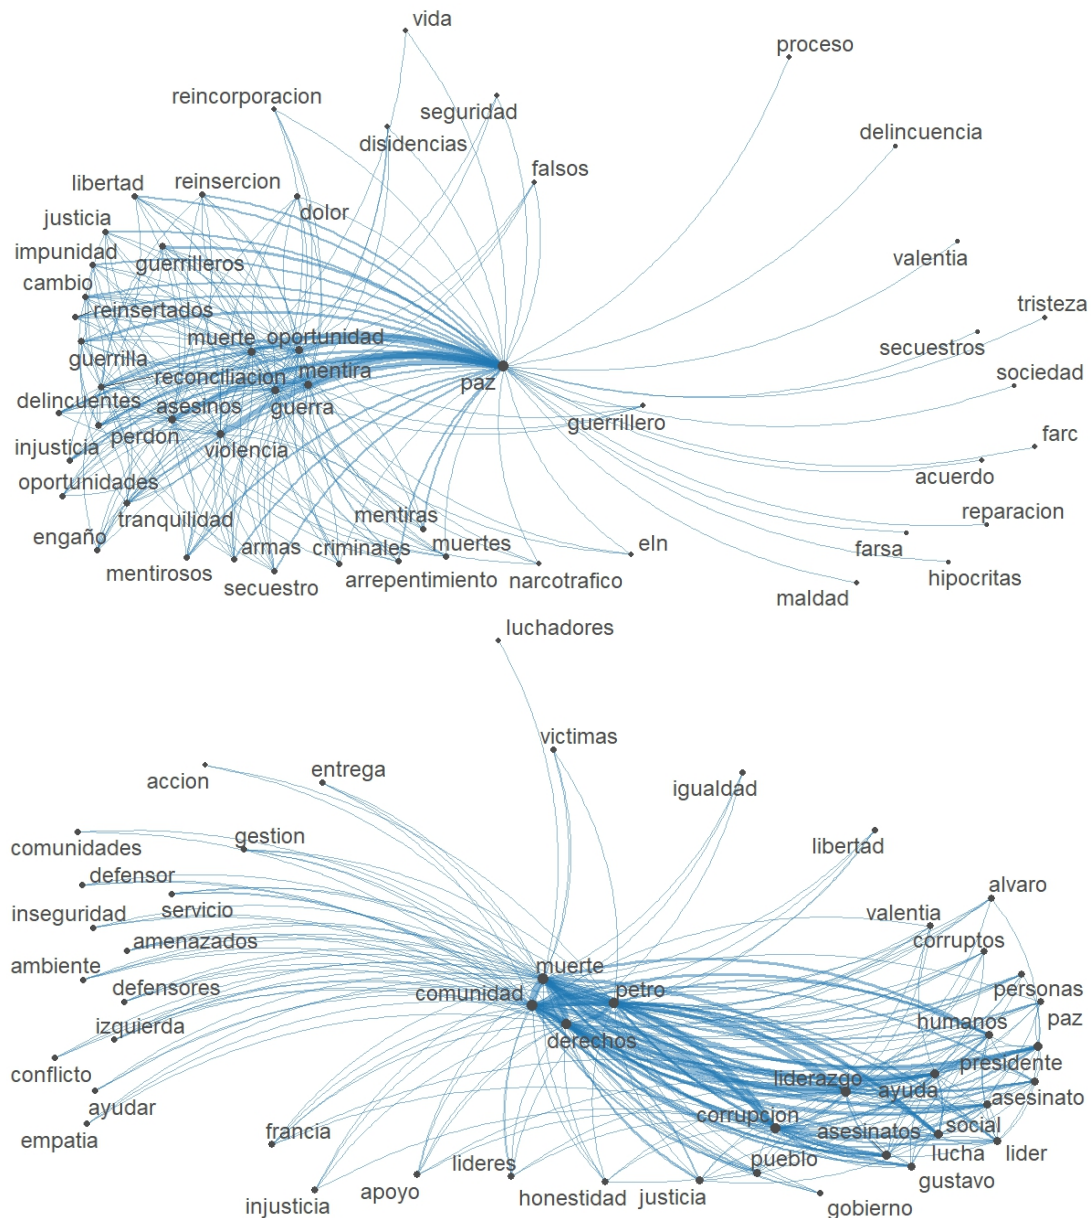 vida
proceso
reincorporacion
seguridad
delincuencia
disidencias
falsos
libertad
reinsercion
dolor
justicia
impunidad
guerrilleros
valentia
cambio
reinsertados
tristeza
muerte
oportunidad
secuestros
guerrilla
reconciliacion
mentira
paz
sociedad
delincuentes
asesinos
guerra
guerrillero
farc
injusticia
perdon
violencia
acuerdo
oportunidades
reparacion
tranquilidad
mentiras
engaño
armas
criminales
muertes
eln
farsa
mentirosos
secuestro
arrepentimiento
narcotrafico
hipocritas
maldad
luchadores
victimas
accion
entrega
igualdad
comunidades
gestion
libertad
defensor
alvaro
inseguridad
servicio
valentia
amenazados
corruptos
ambiente
muerte
defensores
comunidad
petro
personas
izquierda
derechos
humanos
paz
conflicto
presidente
liderazgo
ayuda
ayudar
corrupcion
asesinato
empatia
francia
asesinatos
social
lideres
pueblo
lucha
lider
injusticia
apoyo
honestidad
justicia
gustavo
gobierno